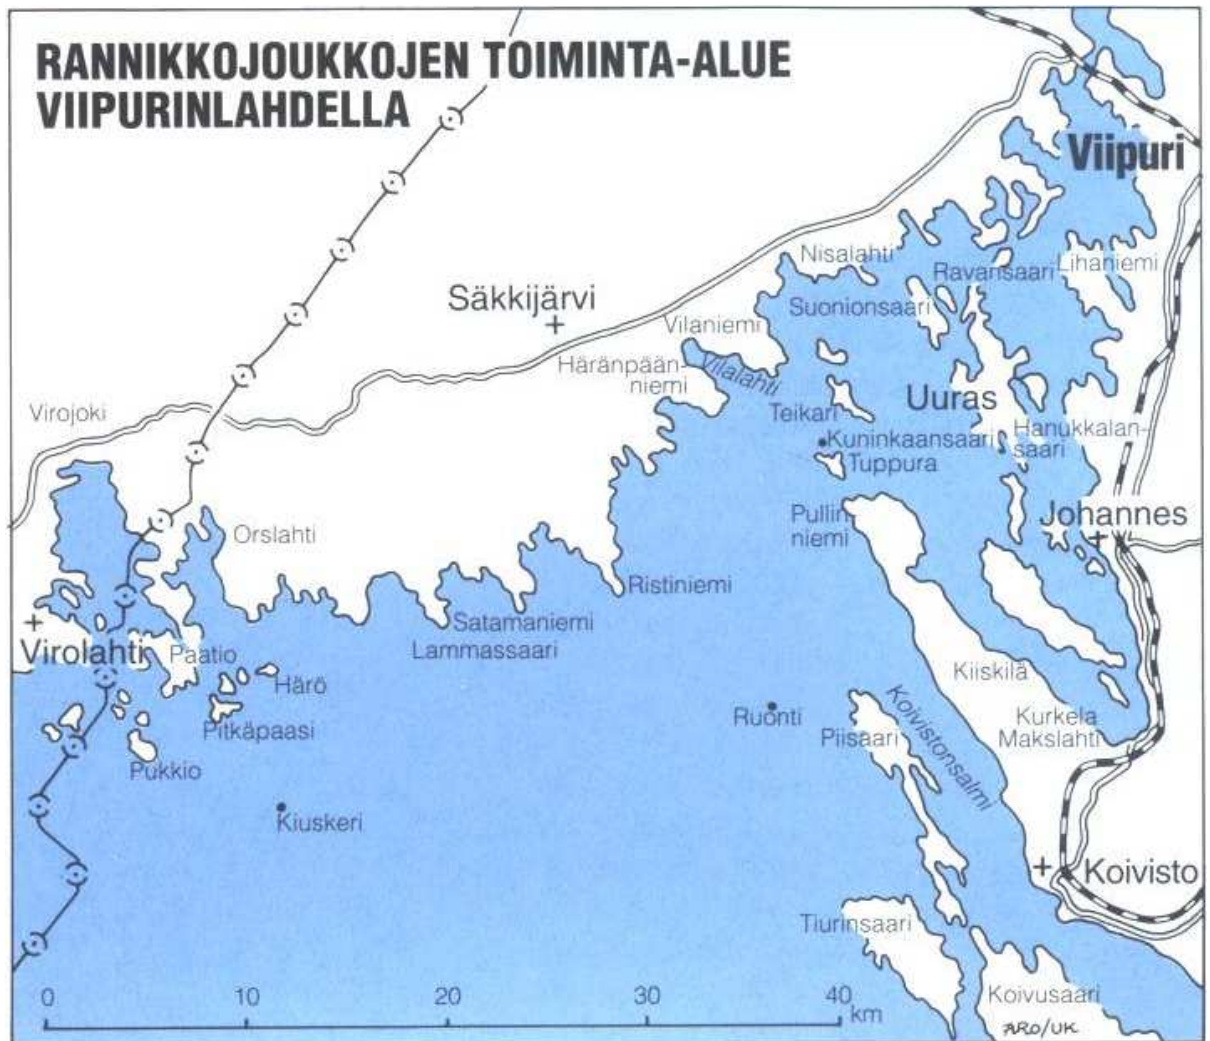 RANNIKKOJOUKKOJEN TOIMINTA-ALUE
VIIPURINLAHDELLA
Viipuri
Nisalahti
Ravansaari
Lihaniemi
Säkkijärvi
Suonionsaari
Vilaniemi
Häränpään-
niemi
Vilalahti
Virojoki
Teikari
Uuras
Kuninkaansaari
Hanukkalan-
saari
Tuppura
Pullin
niemi
Johannes
Orslahti
Ristiniemi
Satamaniemi
Lammassaari
Virolahti
Paatio
Härö
Kiiskilä
Pitkäpaasi
Ruonti
Koivistonsalmi
Kurkela
Makslahti
Piisaari
Pukkio
Kiuskeri
Koivisto
Tiurinsaari
Koivusaari
0 10 20 30 40 km
ARO/UK